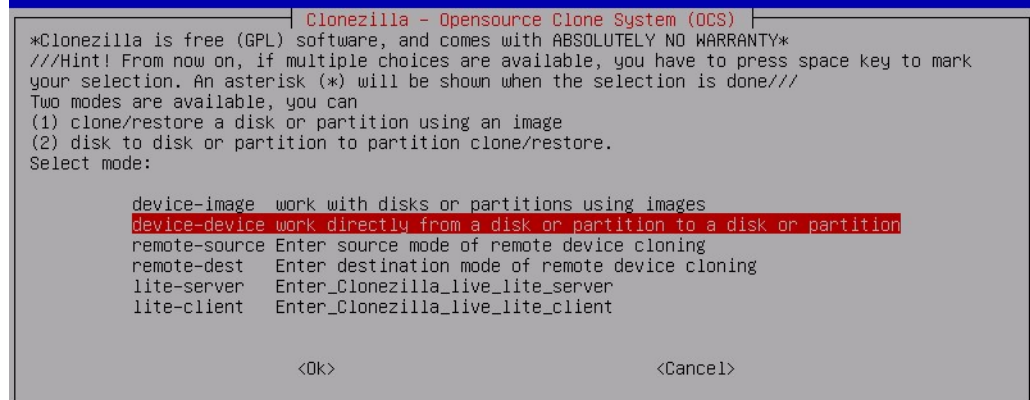 Clonezilla - Opensource Clone System (OCS)
*Clonezilla is free (GPL) software, and comes with ABSOLUTELY NO WARRANTY*
///Hint! From now on, if multiple choices are available, you have to press space key to mark
your selection. An asterisk (*) will be shown when the selection is done///
Two modes are available, you can
(1) clone/restore a disk or partition using an image
(2) disk to disk or partition to partition clone/restore.
Select mode:
device-image work with disks or partitions using images
device-device work directly from a disk or partition to a disk or partition
remote-source Enter source mode of remote device cloning
remote-dest Enter destination mode of remote device cloning
lite-server Enter_Clonezilla_live_lite_server
lite-client Enter_Clonezilla_live_lite_client
<Ok> <Cancel>